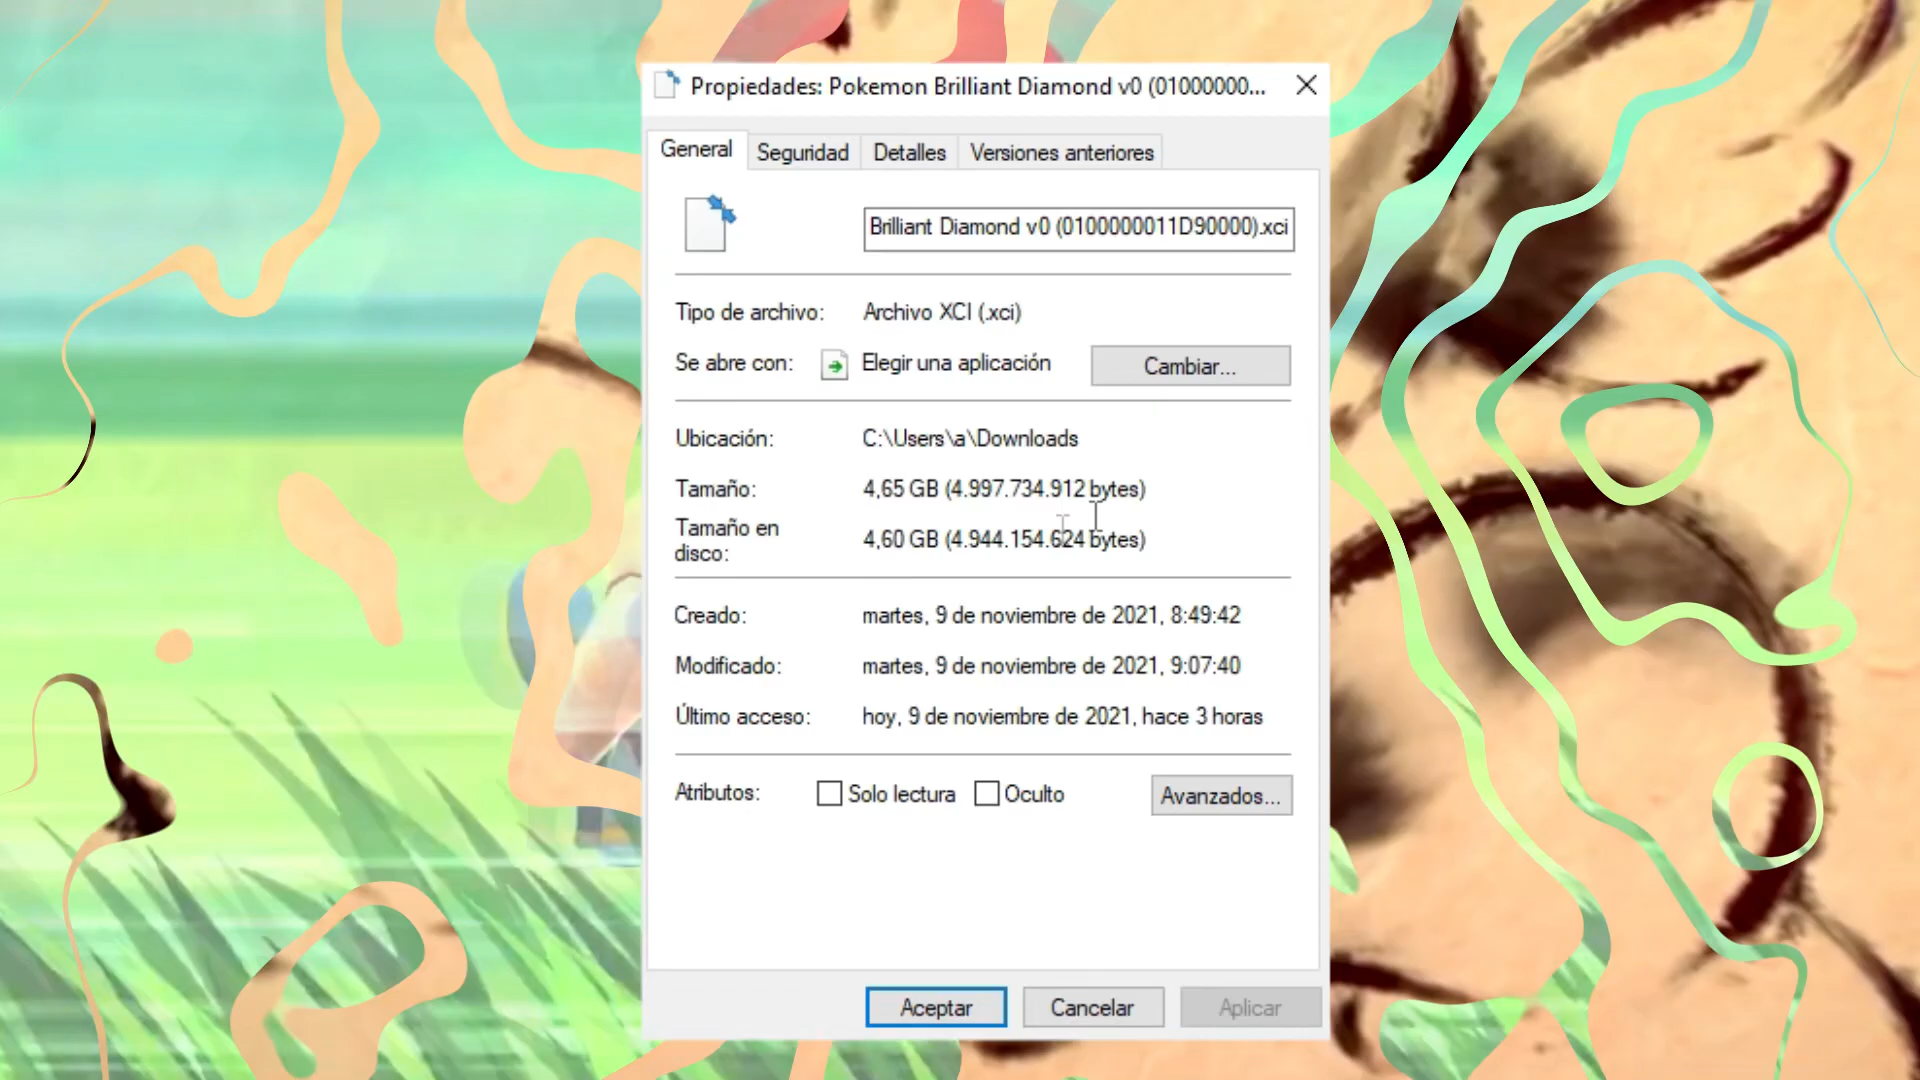 Propiedades: Pokemon Brilliant Diamond v0 (01000000...
General Seguridad Detalles Versiones anteriores
Brilliant Diamond v0 (0100000011D90000).xci
Tipo de archivo: Archivo XCI (.xci)
Se abre con: Elegir una aplicación Cambiar...
Ubicación: C:\Users\a\Downloads
Tamaño: 4,65 GB (4.997.734.912 bytes)
Tamaño en
disco: 4,60 GB (4.944.154.624 bytes)
Creado: martes, 9 de noviembre de 2021, 8:49:42
Modificado: martes, 9 de noviembre de 2021, 9:07:40
Último acceso: hoy, 9 de noviembre de 2021, hace 3 horas
Atributos: Solo lectura Oculto Avanzados...
Aceptar Cancelar Aplicar